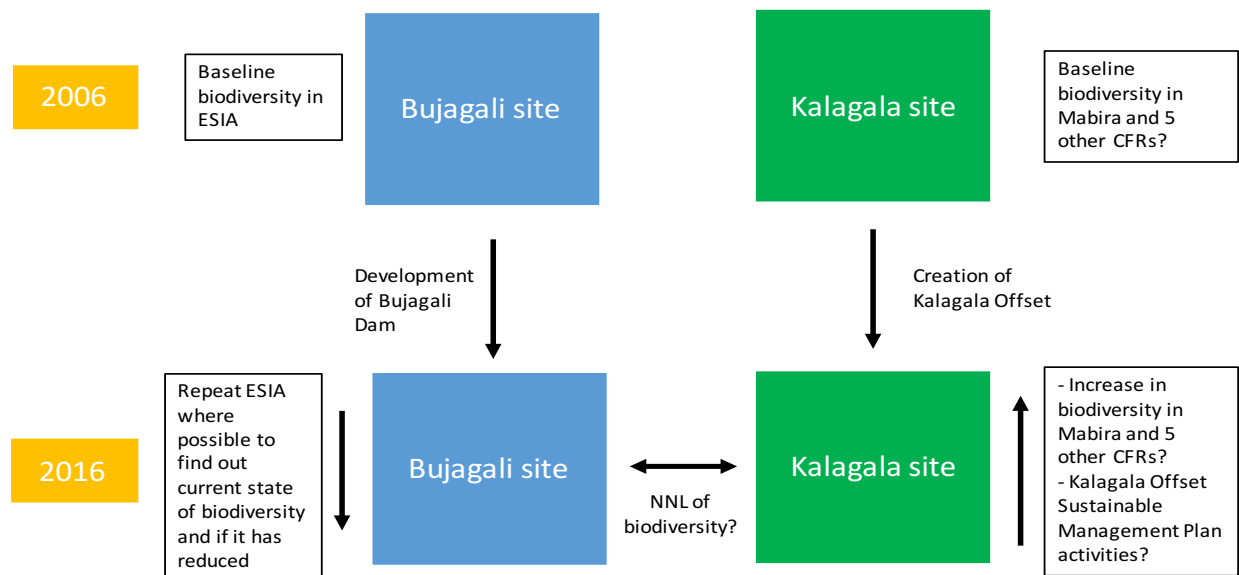 2006
Baseline
biodiversity in
ESIA
Bujagali site
Kalagala site
Baseline
biodiversity in
Mabira and 5
other CFRs?
Development
of Bujagali
Dam
Creation of
Kalagala Offset
2016
Repeat ESIA
where
possible to
find out
current state
of biodiversity
and if it has
reduced
Bujagali site
NNL of
biodiversity?
Kalagala site
- Increase in
biodiversity in
Mabira and 5
other CFRs?
- Kalagala Offset
Sustainable
Management Plan
activities?